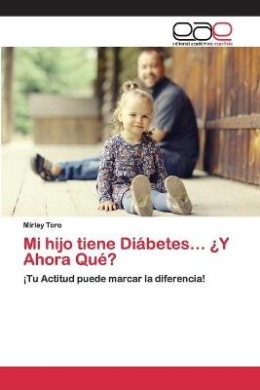 eae
editorial académica española
Mirley Toro
Mi hijo tiene Diábetes... ¿Y
Ahora Qué?
¡Tu Actitud puede marcar la diferencia!